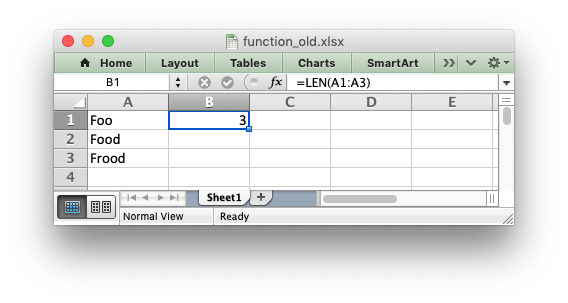 function_old.xlsx
Home Layout Tables Charts SmartArt
B1 fx =LEN(A1:A3)
A B C D E
1 Foo 3
2 Food
3 Frood
4
Sheet1
Normal View Ready